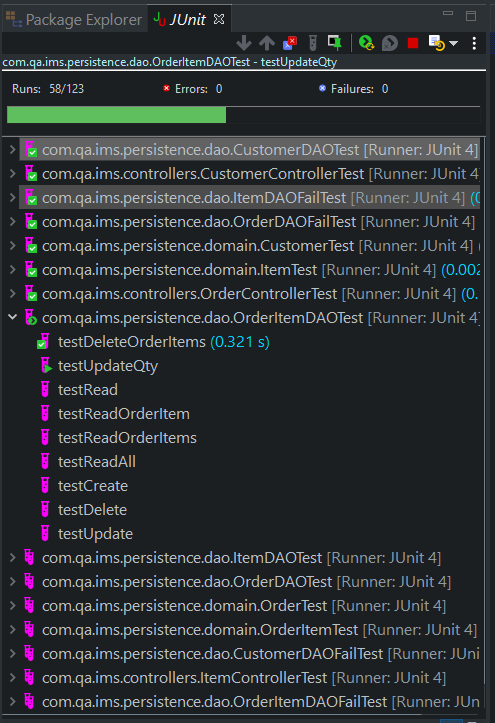 Package Explorer JUnit
com.qa.ims.persistence.dao.OrderItemDAOTest - testUpdateQty
Runs: 58/123 Errors: 0 Failures: 0
com.qa.ims.persistence.dao.CustomerDAOTest [Runner: JUnit 4]
com.qa.ims.controllers.CustomerControllerTest [Runner: JUnit 4
com.qa.ims.persistence.dao.ItemDAOFailTest [Runner: JUnit 4] (0
com.qa.ims.persistence.dao.OrderDAOFailTest [Runner: JUnit 4]
com.qa.ims.persistence.domain.CustomerTest [Runner: JUnit 4] (
com.qa.ims.persistence.domain.ItemTest [Runner: JUnit 4] (0.002
com.qa.ims.controllers.OrderControllerTest [Runner: JUnit 4] (0.
com.qa.ims.persistence.dao.OrderItemDAOTest [Runner: JUnit 4]
testDeleteOrderItems (0.321 s)
testUpdateQty
testRead
testReadOrderItem
testReadOrderItems
testReadAll
testCreate
testDelete
testUpdate
com.qa.ims.persistence.dao.ItemDAOTest [Runner: JUnit 4]
com.qa.ims.persistence.dao.OrderDAOTest [Runner: JUnit 4]
com.qa.ims.persistence.domain.OrderTest [Runner: JUnit 4]
com.qa.ims.persistence.domain.OrderItemTest [Runner: JUnit 4]
com.qa.ims.persistence.dao.CustomerDAOFailTest [Runner: JUni
com.qa.ims.controllers.ItemControllerTest [Runner: JUnit 4]
com.qa.ims.persistence.dao.OrderItemDAOFailTest [Runner: JUn